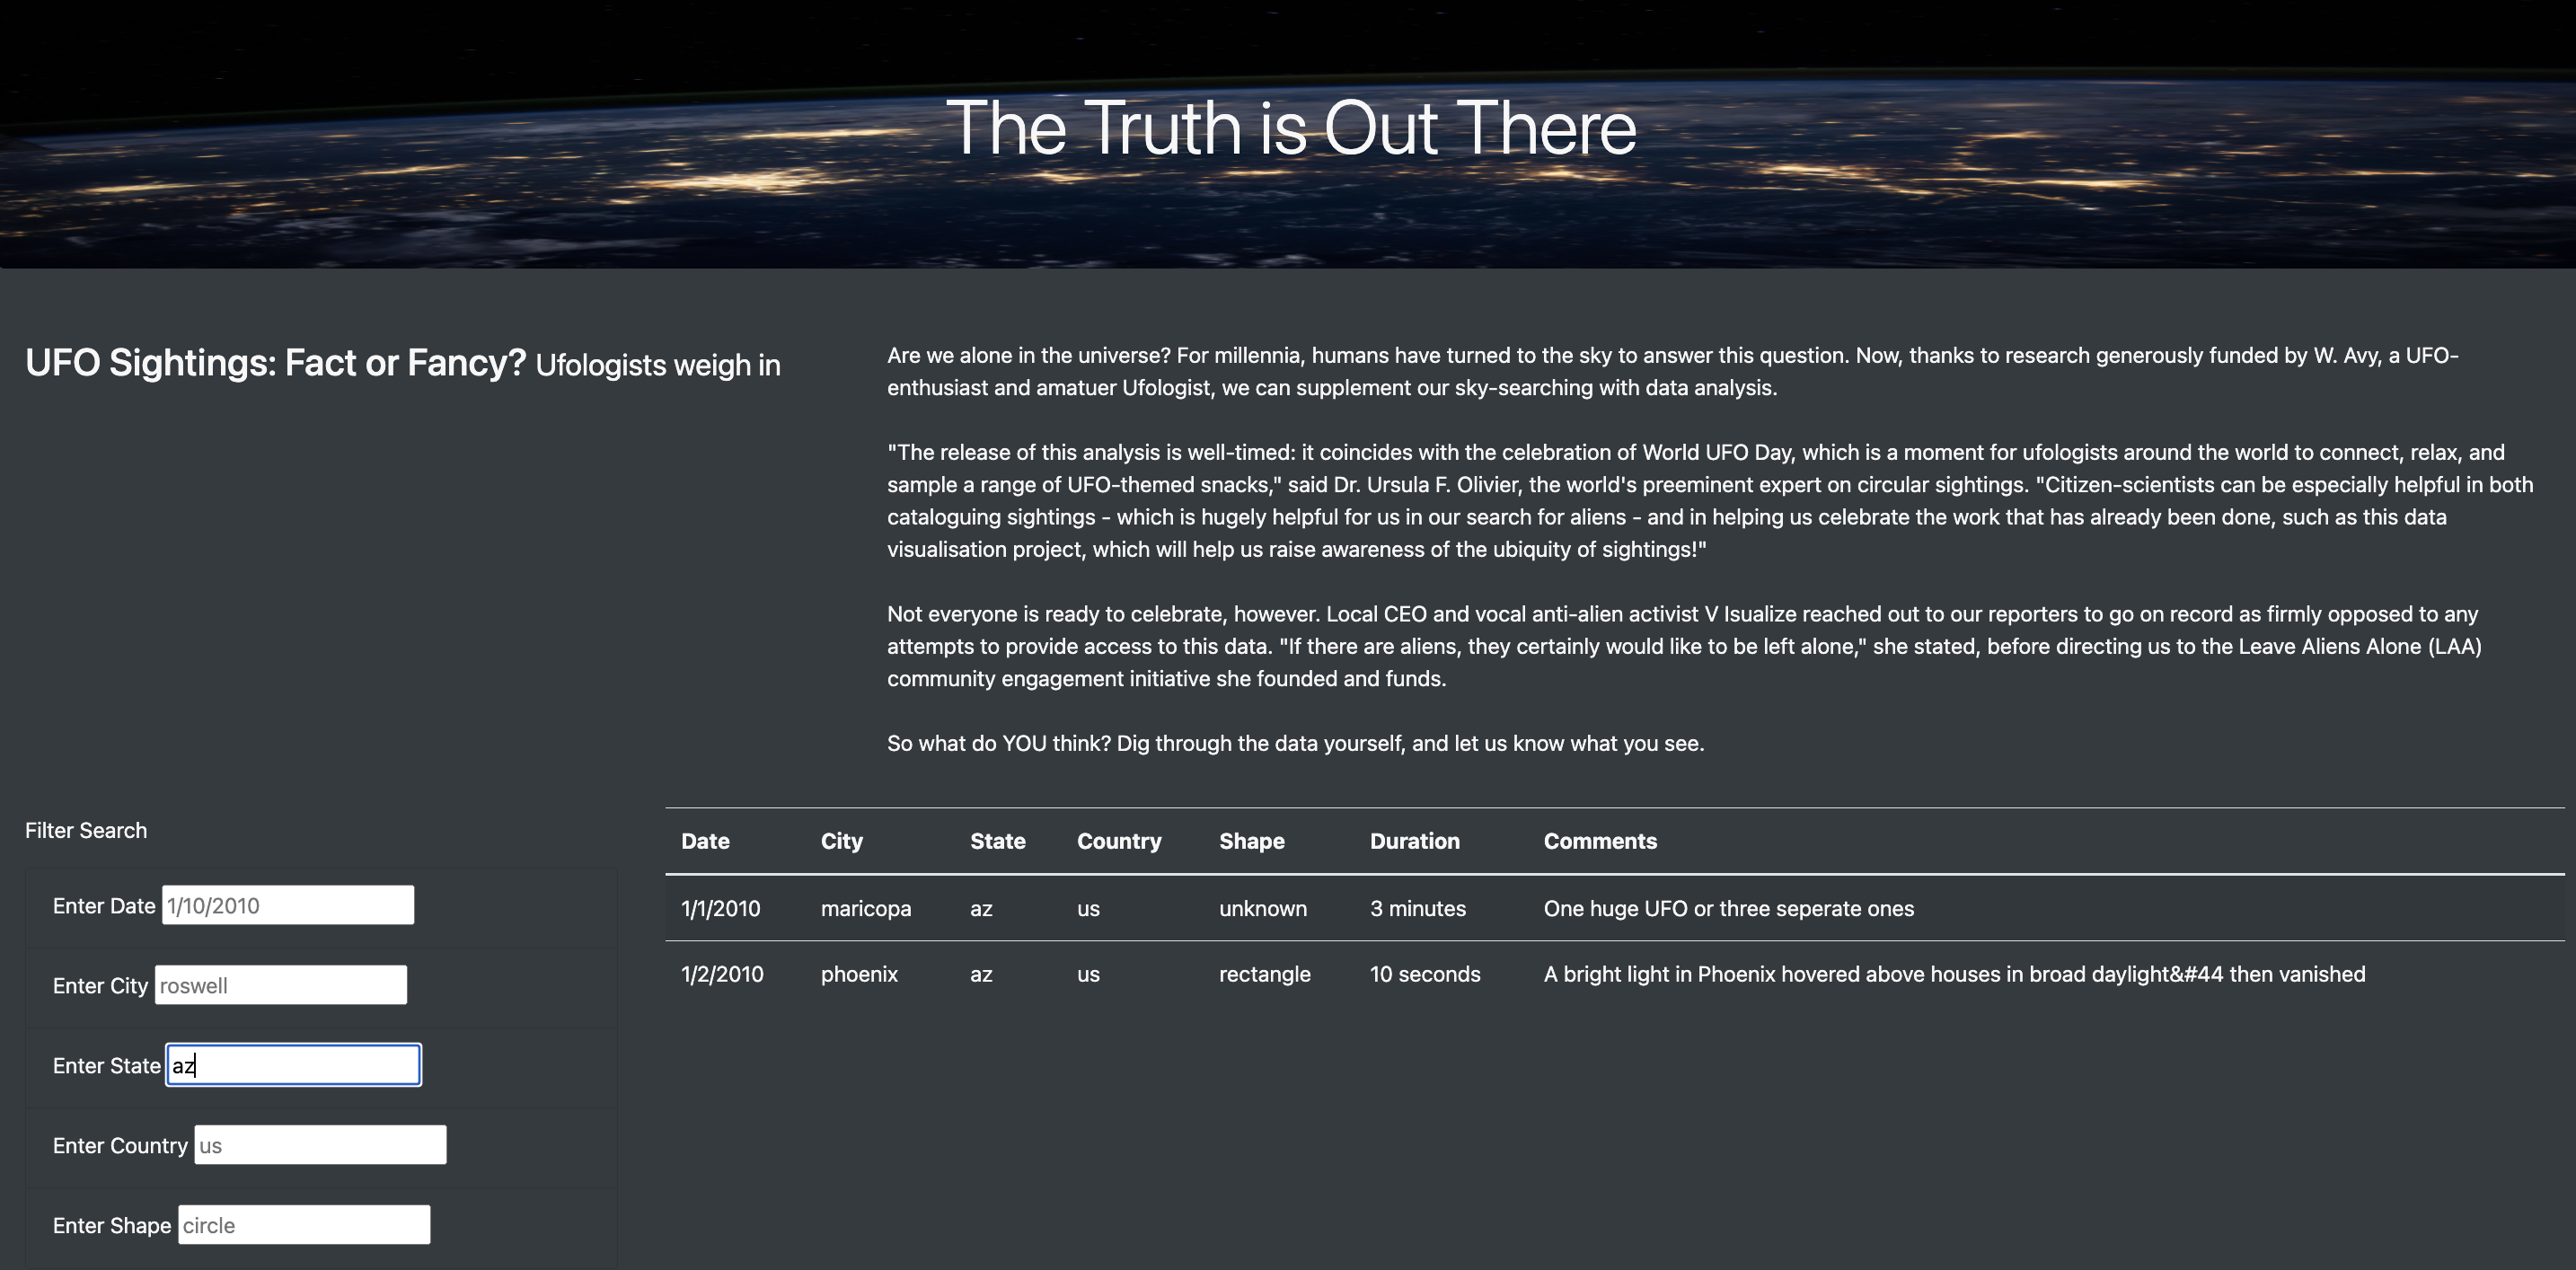 The Truth is Out There
UFO Sightings: Fact or Fancy? Ufologists weigh in
Are we alone in the universe? For millennia, humans have turned to the sky to answer this question. Now, thanks to research generously funded by W. Avy, a UFO-
enthusiast and amatuer Ufologist, we can supplement our sky-searching with data analysis.
"The release of this analysis is well-timed: it coincides with the celebration of World UFO Day, which is a moment for ufologists around the world to connect, relax, and
sample a range of UFO-themed snacks," said Dr. Ursula F. Olivier, the world's preeminent expert on circular sightings. "Citizen-scientists can be especially helpful in both
cataloguing sightings - which is hugely helpful for us in our search for aliens - and in helping us celebrate the work that has already been done, such as this data
visualisation project, which will help us raise awareness of the ubiquity of sightings!"
Not everyone is ready to celebrate, however. Local CEO and vocal anti-alien activist V Isualize reached out to our reporters to go on record as firmly opposed to any
attempts to provide access to this data. "If there are aliens, they certainly would like to be left alone," she stated, before directing us to the Leave Aliens Alone (LAA)
community engagement initiative she founded and funds.
So what do YOU think? Dig through the data yourself, and let us know what you see.
Filter Search
Enter Date 1/10/2010
Enter City roswell
Enter State az
Enter Country us
Enter Shape circle
Date City State Country Shape Duration Comments
1/1/2010 maricopa az us unknown 3 minutes One huge UFO or three seperate ones
1/2/2010 phoenix az us rectangle 10 seconds A bright light in Phoenix hovered above houses in broad daylight&#44 then vanished